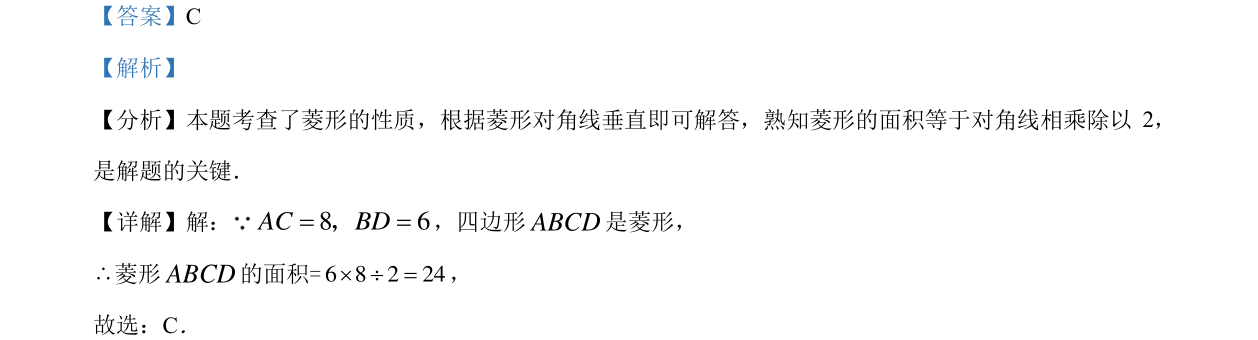 【答案】C
【解析】
【分析】本题考查了菱形的性质，根据菱形对角线垂直即可解答，熟知菱形的面积等于对角线相乘除以 2，
是解题的关键．
【详解】解：∵ AC = 8，BD = 6，四边形 ABCD 是菱形，
∴菱形 ABCD 的面积= 6×8÷2 = 24，
故选：C．